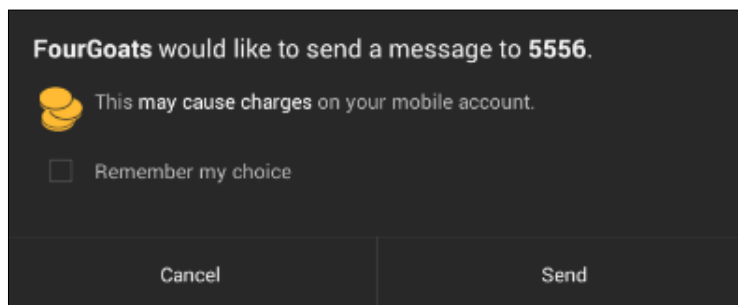 FourGoats would like to send a message to 5556.
This may cause charges on your mobile account.
Remember my choice
Cancel
Send